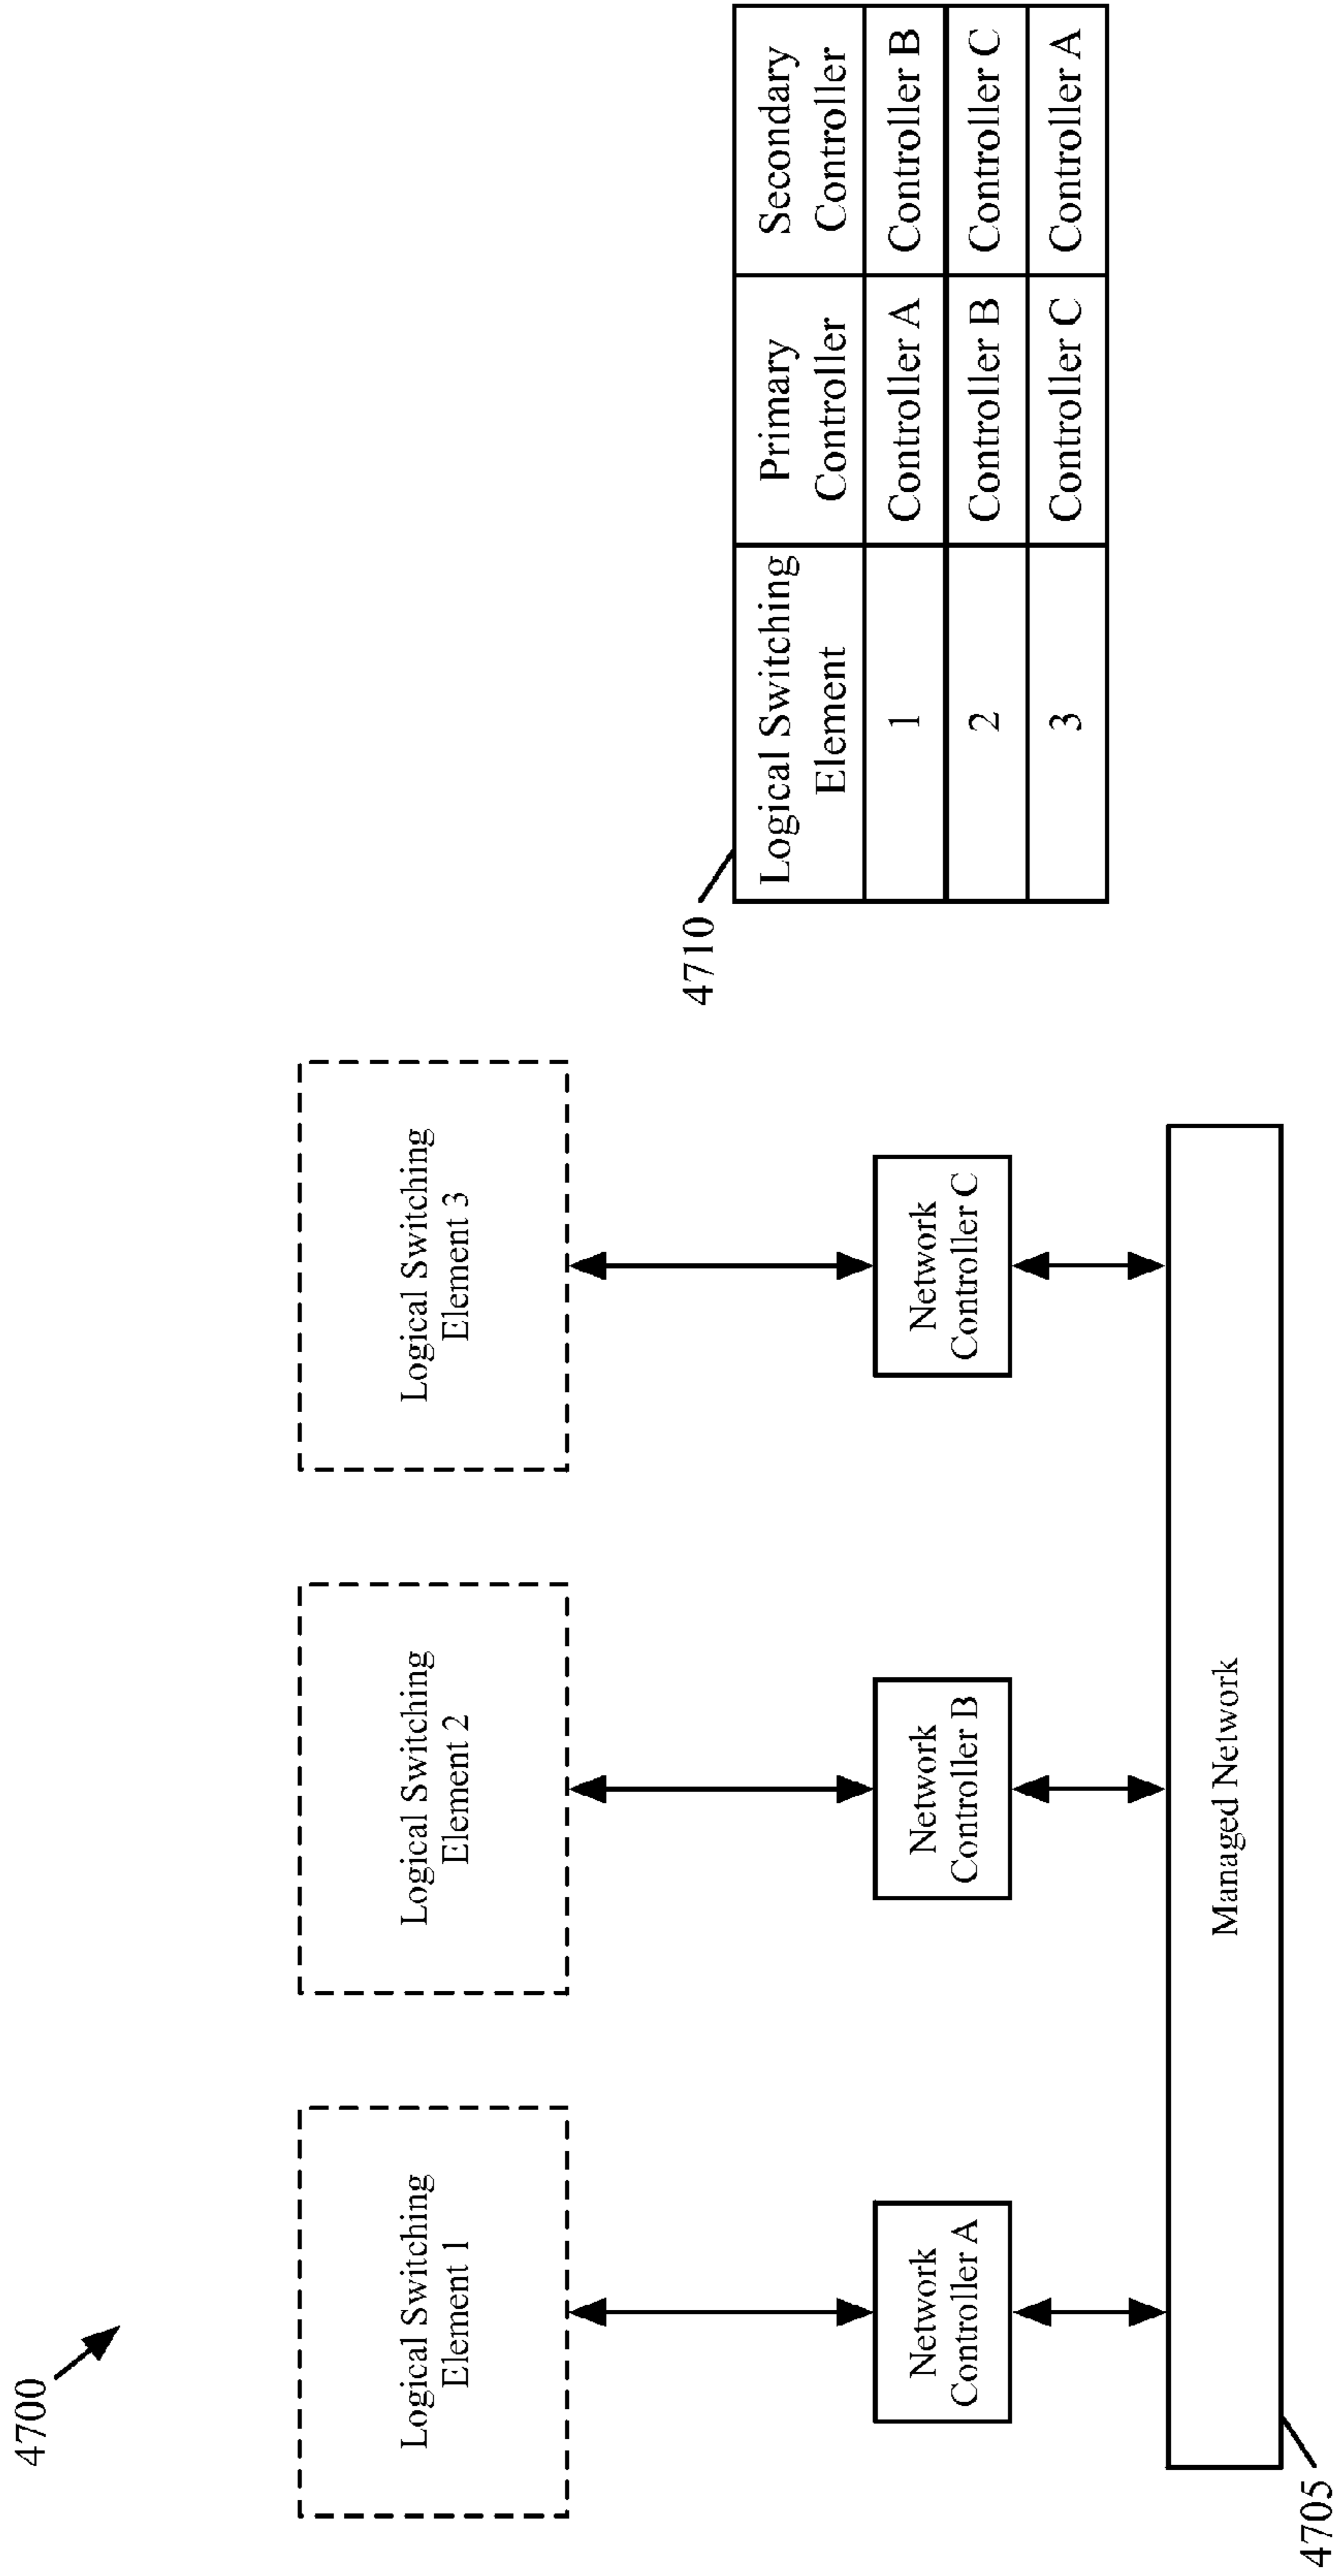 4700
Logical Switching
Element 1
Logical Switching
Element 2
Logical Switching
Element 3
Network
Controller A
Network
Controller B
Network
Controller C
Managed Network
4705
4710
Logical Switching
Element
Primary
Controller
Secondary
Controller
1
Controller A
Controller B
2
Controller B
Controller C
3
Controller C
Controller A